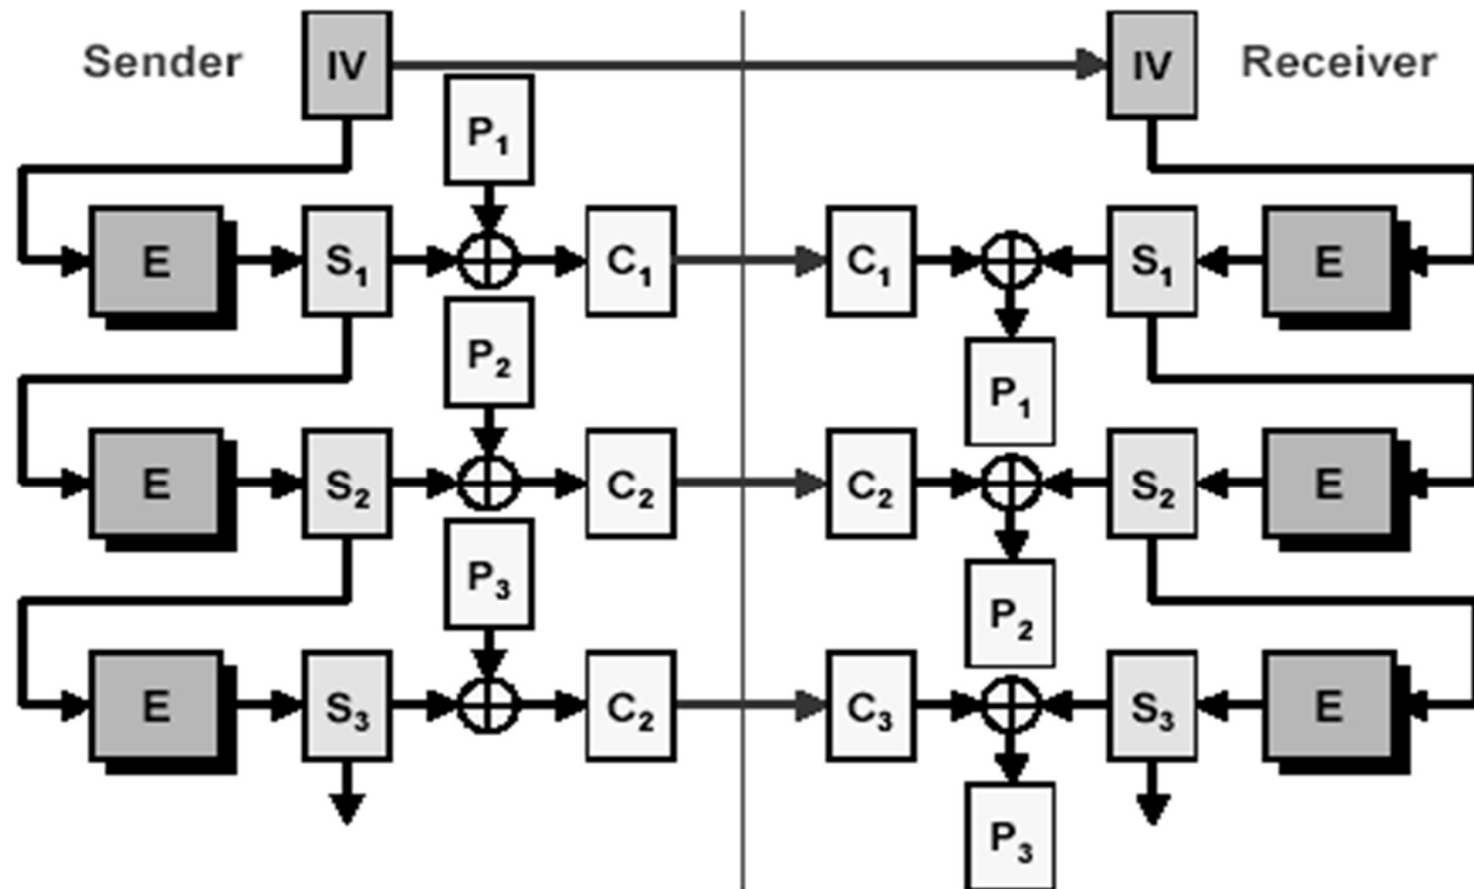 Sender IV IV Receiver
P1
E S1 C1 C1 S1 E
P2
P1
E S2 C2 C2 S2 E
P3
P2
E S3 C2 C3 S3 E
P3